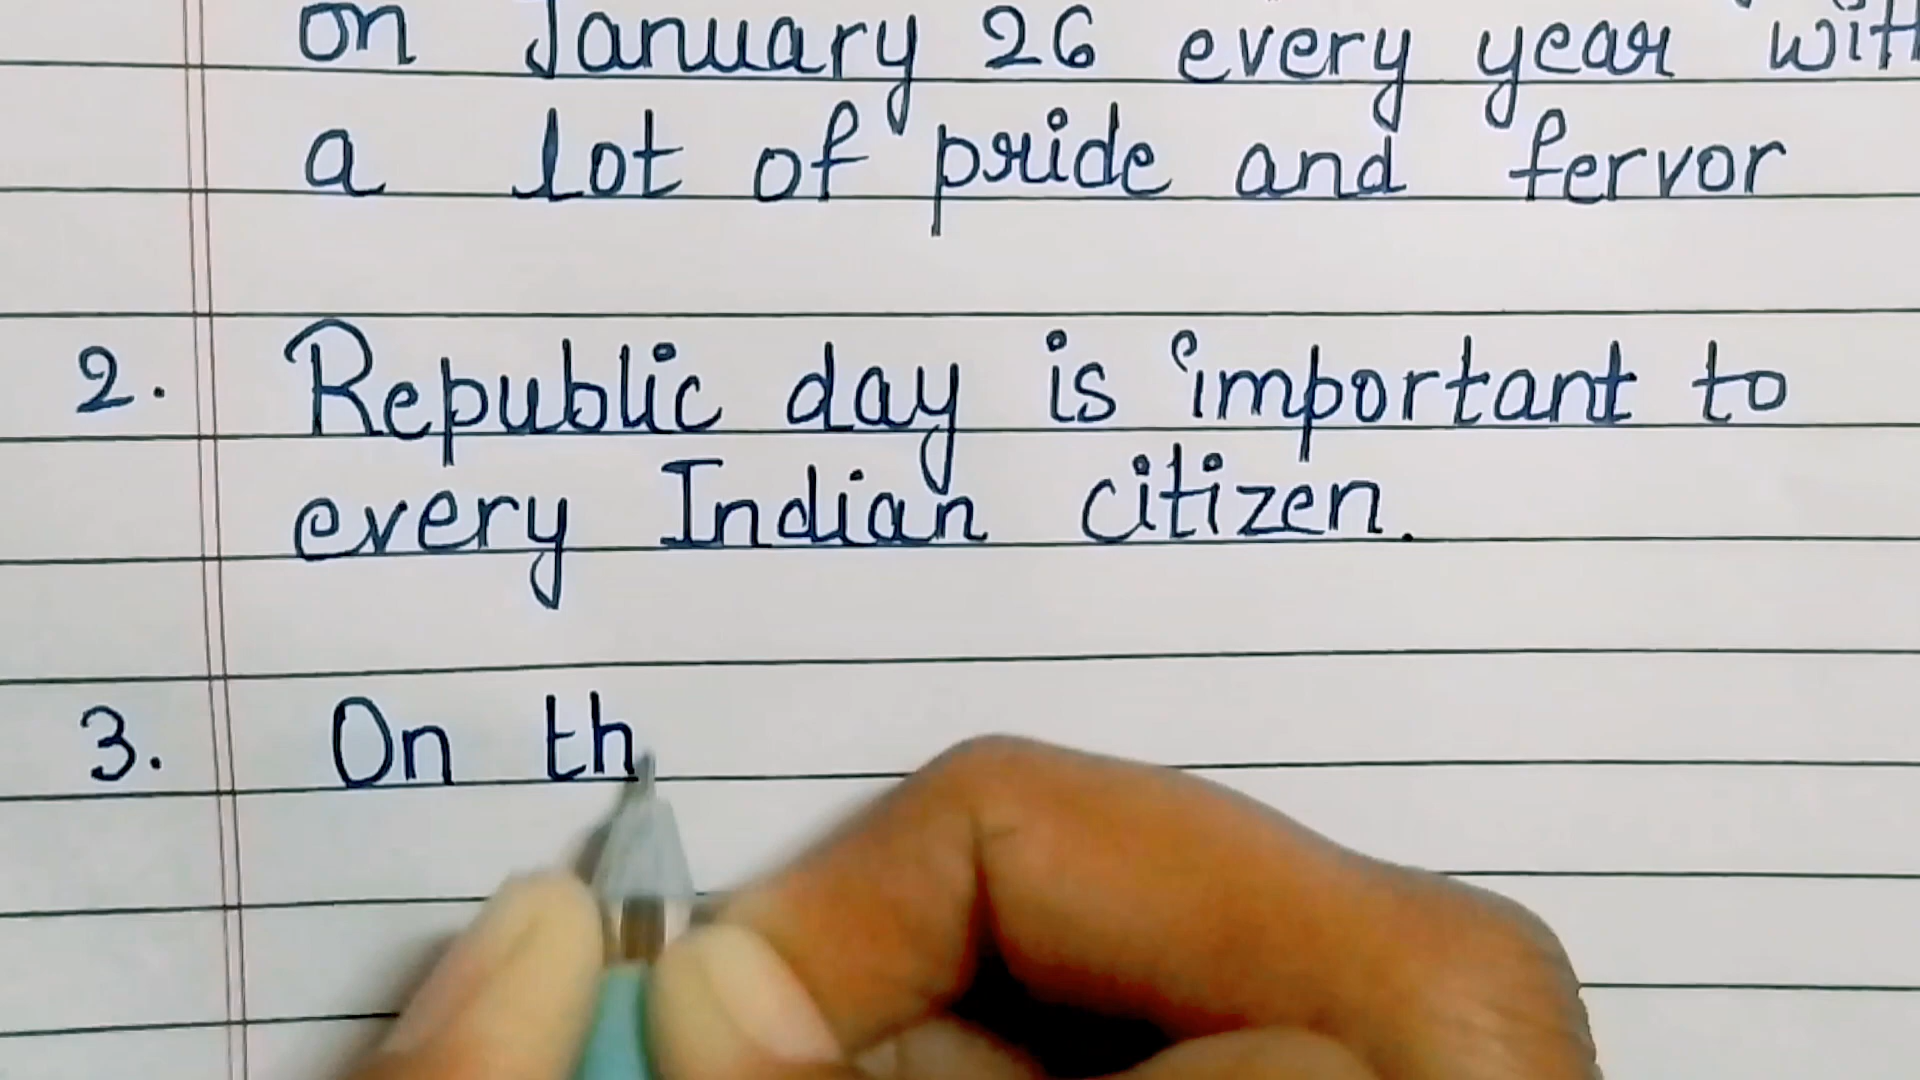 on January 26 every year with
a lot of pride and fervor
2. Republic day is important to
every Indian citizen.
3. On th